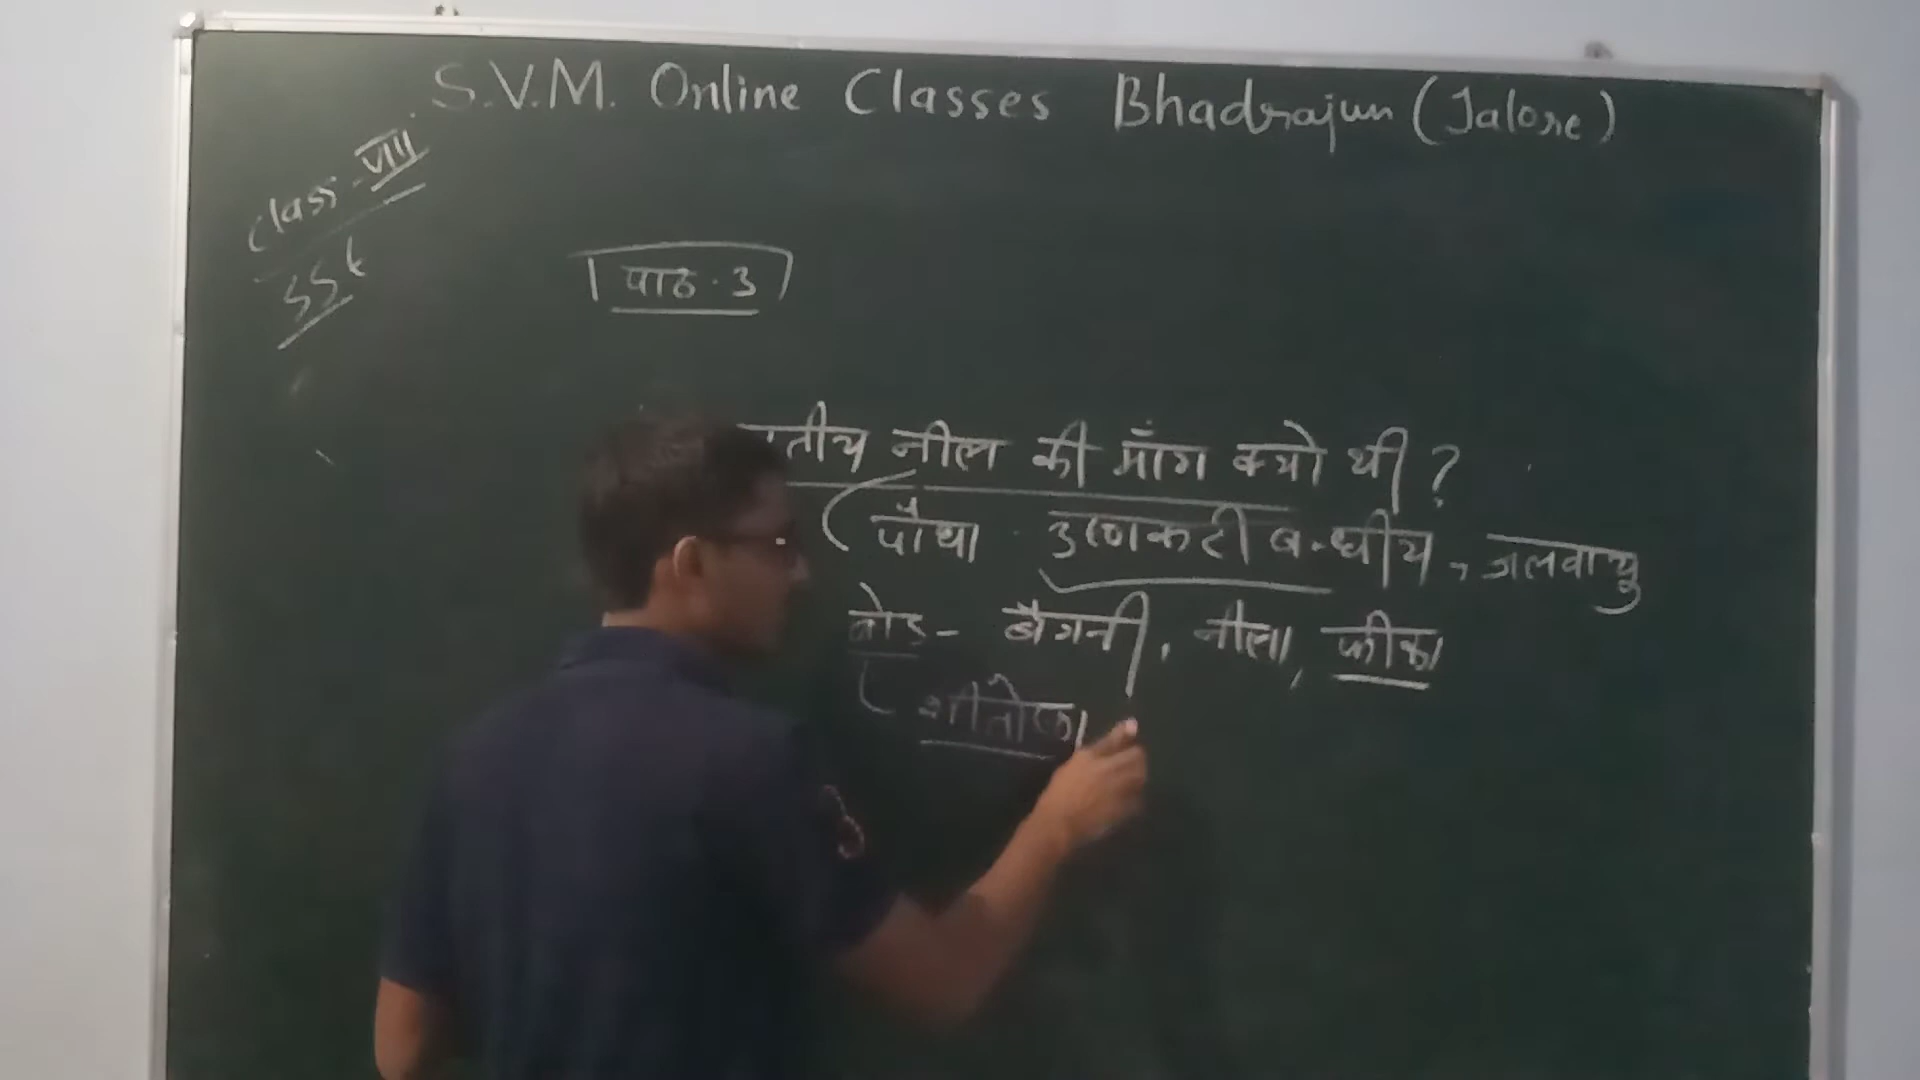 S.V.M. Online Classes Bhadrajun (Jalore)
Class-VIII
SSt
पाठ.3
तीय नील की माँग क्यो थी ?
पौधा उष्णकटीबन्धीय, जलवायु
वोड- बैंगनी, नीला, फीका
शीतोष्ण